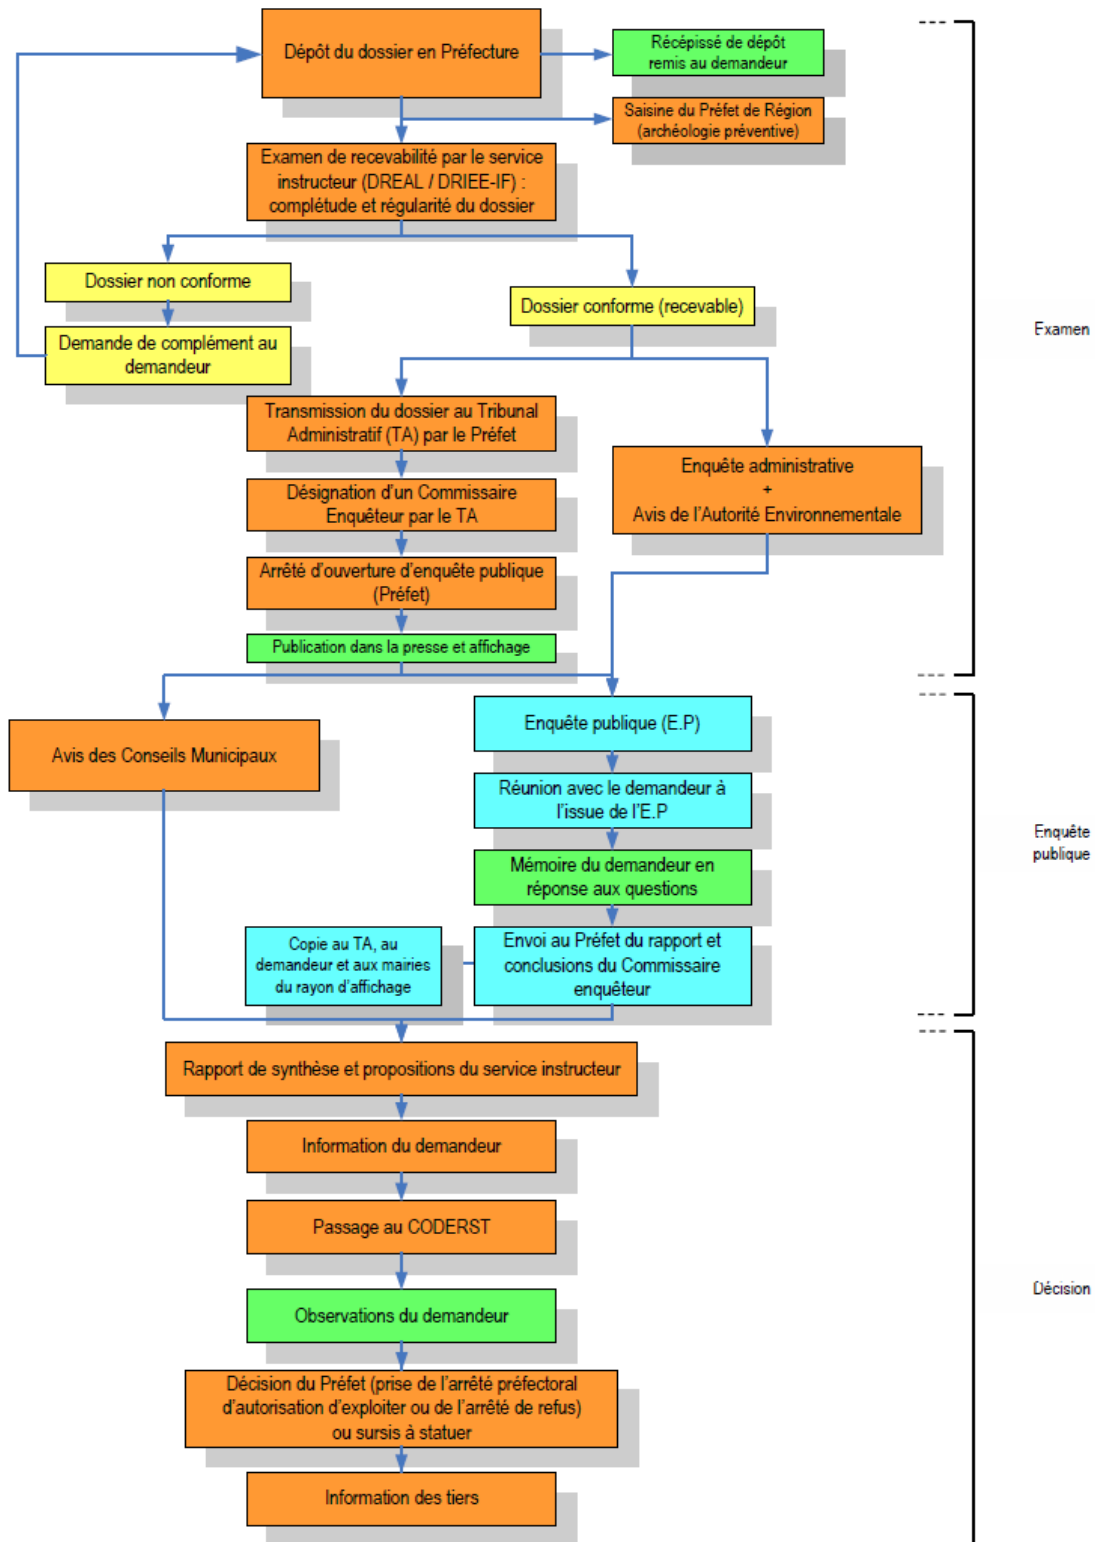 Dépôt du dossier en Préfecture
Récépissé de dépôt
remis au demandeur
Saisine du Préfet de Région
(archéologie préventive)
Examen de recevabilité par le service
instructeur (DREAL / DRIEE-IF) :
complétude et régularité du dossier
Dossier non conforme
Dossier conforme (recevable)
Examen
Demande de complément au
demandeur
Transmission du dossier au Tribunal
Administratif (TA) par le Préfet
Enquête administrative
+
Avis de l'Autorité Environnementale
Désignation d'un Commissaire
Enquêteur par le TA
Arrêté d'ouverture d'enquête publique
(Préfet)
Publication dans la presse et affichage
Avis des Conseils Municipaux
Enquête publique (E.P)
Réunion avec le demandeur à
l'issue de l'E.P
Enquête
publique
Mémoire du demandeur en
réponse aux questions
Copie au TA, au
demandeur et aux mairies
du rayon d'affichage
Envoi au Préfet du rapport et
conclusions du Commissaire
enquêteur
Rapport de synthèse et propositions du service instructeur
Information du demandeur
Passage au CODERST
Décision
Observations du demandeur
Décision du Préfet (prise de l'arrêté préfectoral
d'autorisation d'exploiter ou de l'arrêté de refus)
ou sursis à statuer
Information des tiers